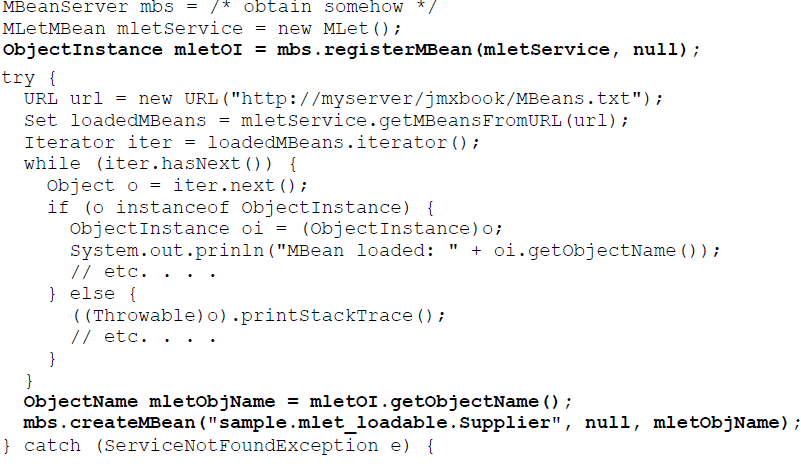 MBeanServer mbs = /* obtain somehow */
MLetMBean mletService = new MLet();
ObjectInstance mletOI = mbs.registerMBean(mletService, null);
try {
  URL url = new URL("http://myserver/jmxbook/MBeans.txt");
  Set loadedMBeans = mletService.getMBeansFromURL(url);
  Iterator iter = loadedMBeans.iterator();
  while (iter.hasNext()) {
    Object o = iter.next();
    if (o instanceof ObjectInstance) {
      ObjectInstance oi = (ObjectInstance)o;
      System.out.prinln("MBean loaded: " + oi.getObjectName());
      // etc. . . .
    } else {
      ((Throwable)o).printStackTrace();
      // etc. . . .
    }
  }
  ObjectName mletObjName = mletOI.getObjectName();
  mbs.createMBean("sample.mlet_loadable.Supplier", null, mletObjName);
} catch (ServiceNotFoundException e) {